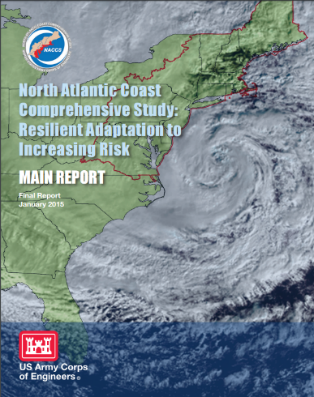 NACCS
North Atlantic Coast
Comprehensive Study:
Resilient Adaptation to
Increasing Risk
MAIN REPORT
Final Report
January 2015
US Army Corps
of Engineers®